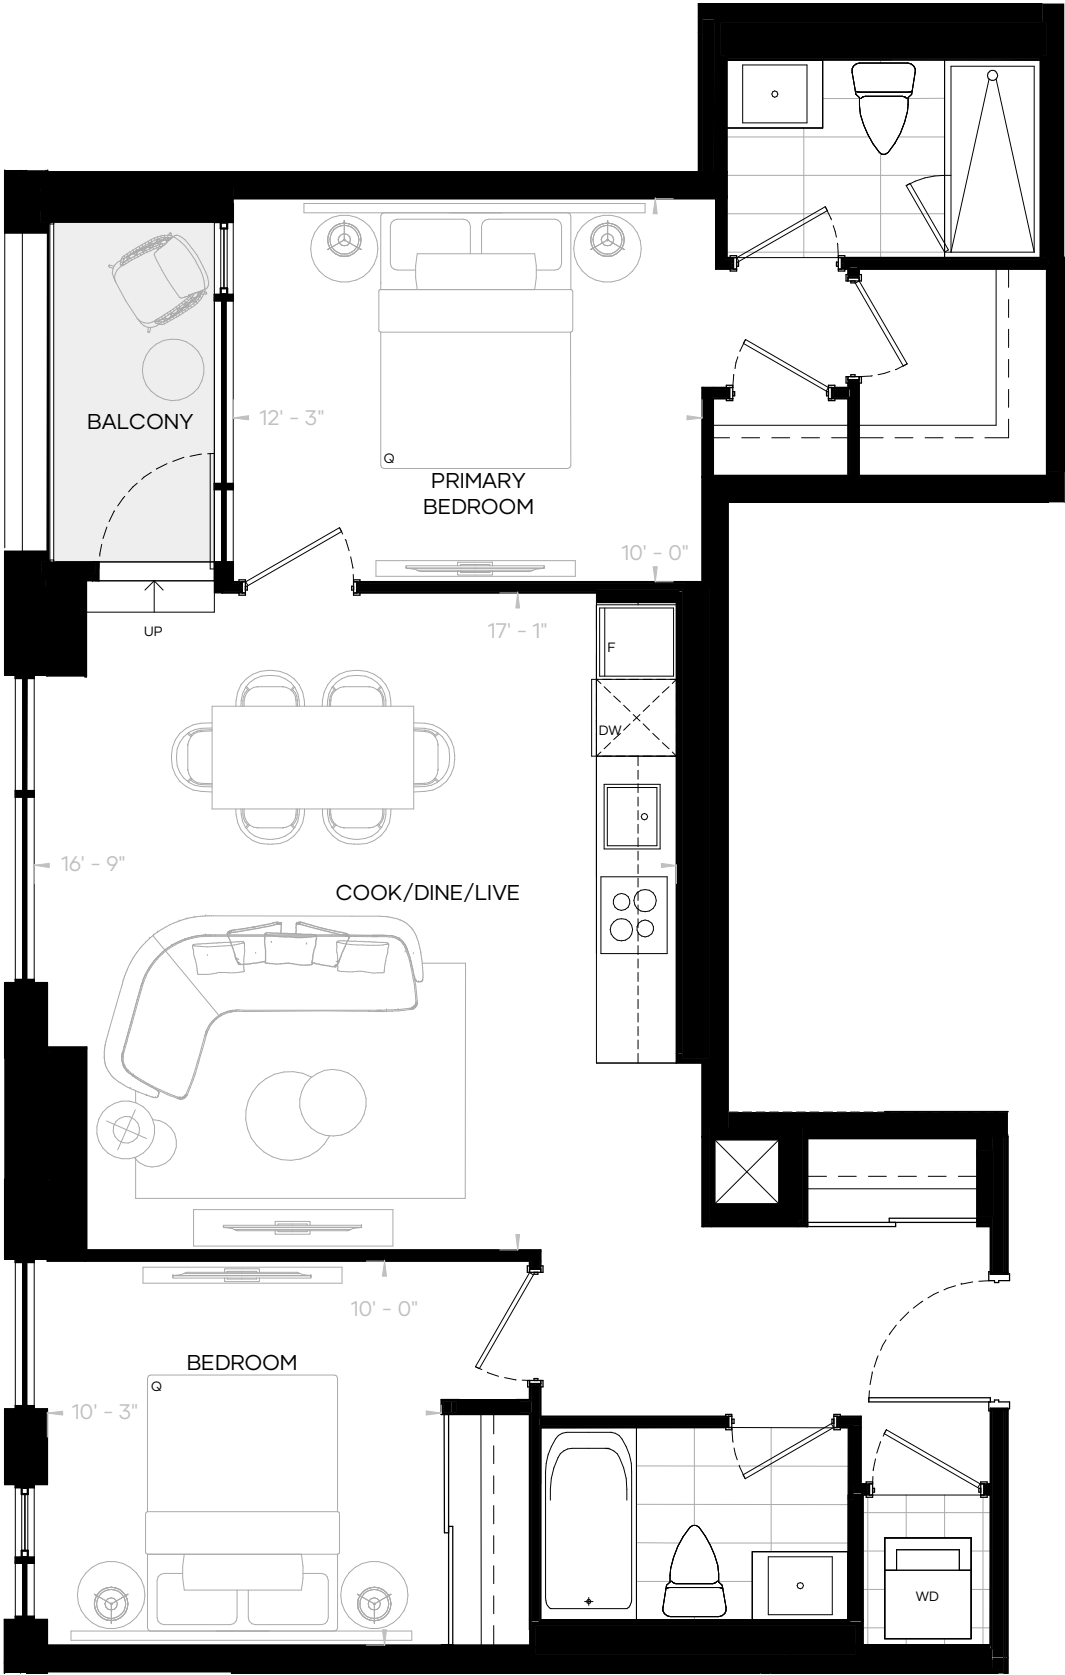 BALCONY
12' - 3"
Q
PRIMARY
BEDROOM
10' - 0"
UP
17' - 1"
F
DW
16' - 9"
COOK/DINE/LIVE
10' - 0"
BEDROOM
Q
10' - 3"
WD